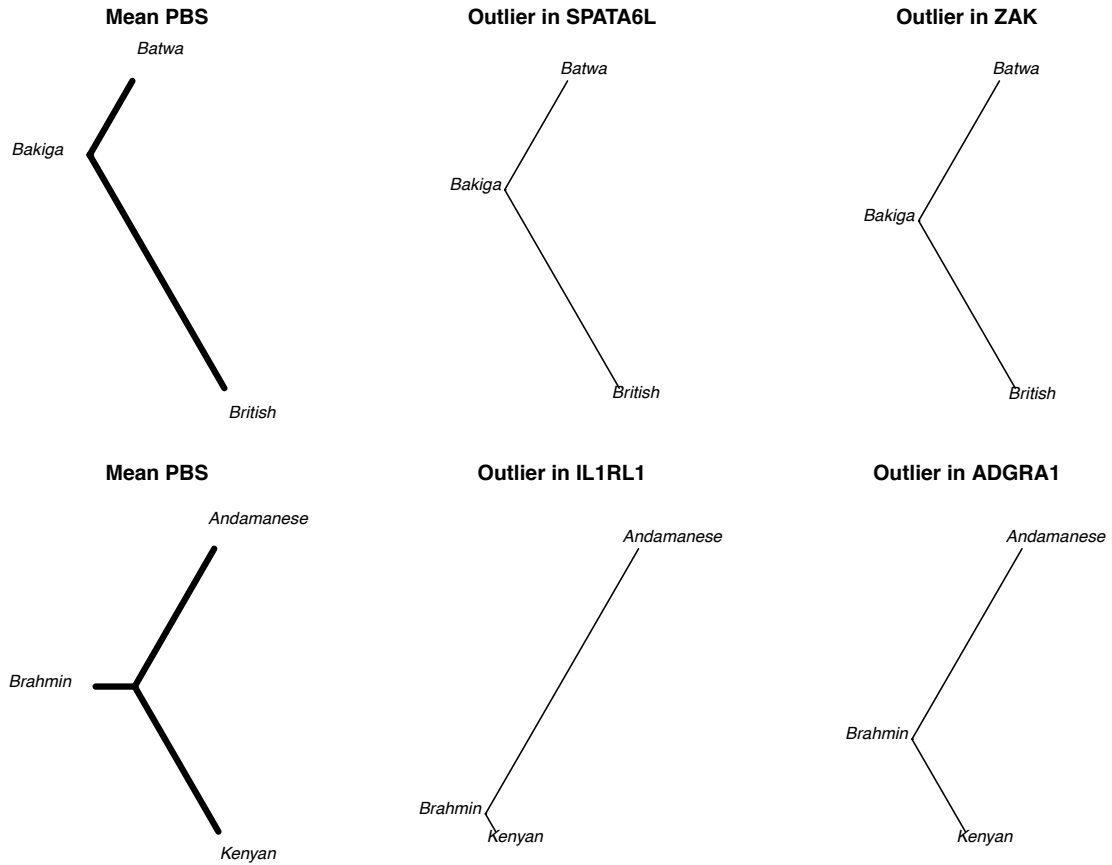 Mean PBS
Batwa
Bakiga
British
Outlier in SPATA6L
Batwa
Bakiga
British
Outlier in ZAK
Batwa
Bakiga
British
Mean PBS
Andamanese
Brahmin
Kenyan
Outlier in IL1RL1
Andamanese
Brahmin
Kenyan
Outlier in ADGRA1
Andamanese
Brahmin
Kenyan